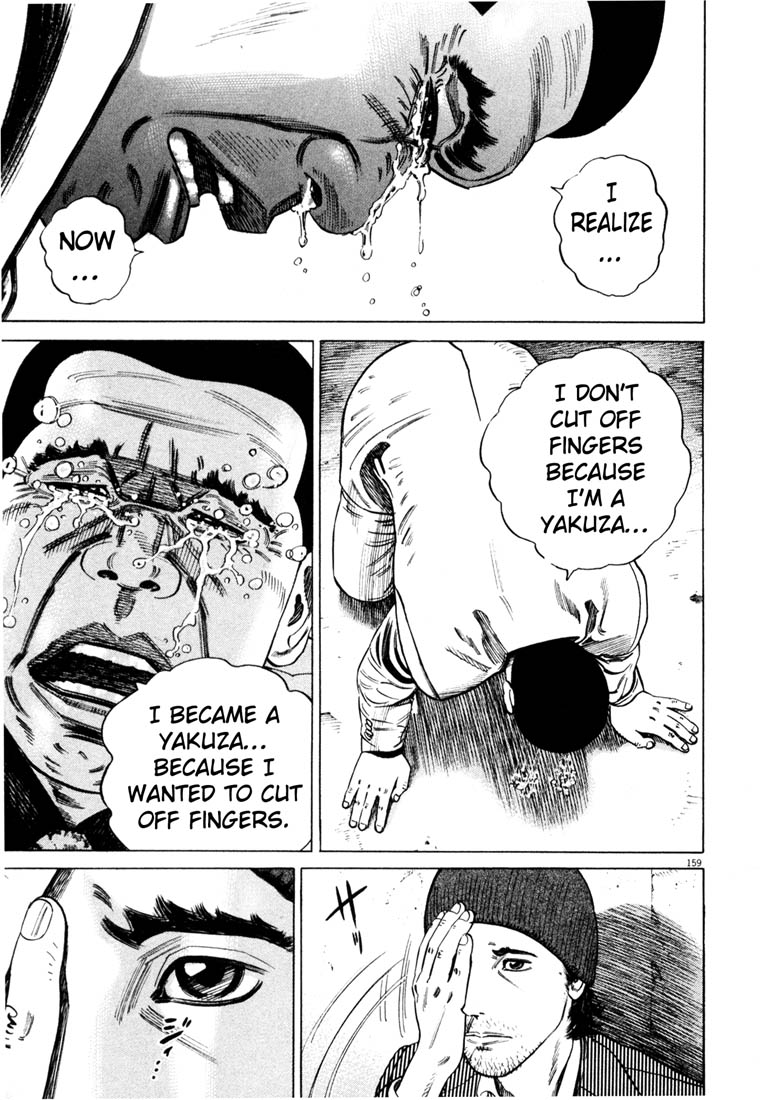 I
REALIZE
...
NOW
...
I DON'T
CUT OFF
FINGERS
BECAUSE
I'M A
YAKUZA...
I BECAME A
YAKUZA...
BECAUSE I
WANTED TO CUT
OFF FINGERS.
159